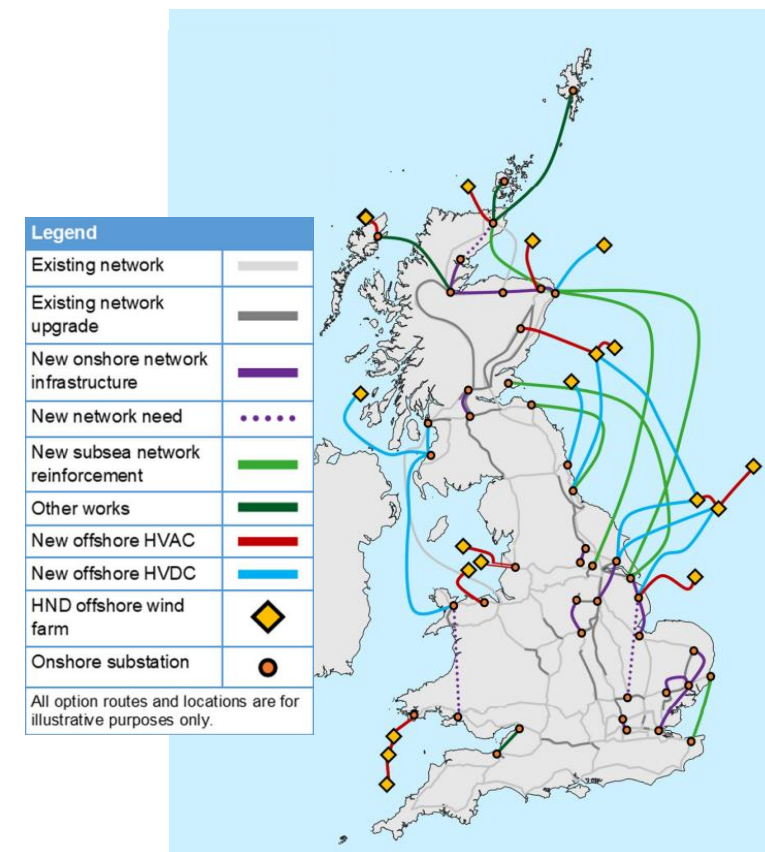 Legend
Existing network
Existing network
upgrade
New onshore network
infrastructure
New network need
New subsea network
reinforcement
Other works
New offshore HVAC
New offshore HVDC
HND offshore wind
farm
Onshore substation
All option routes and locations are for
illustrative purposes only.